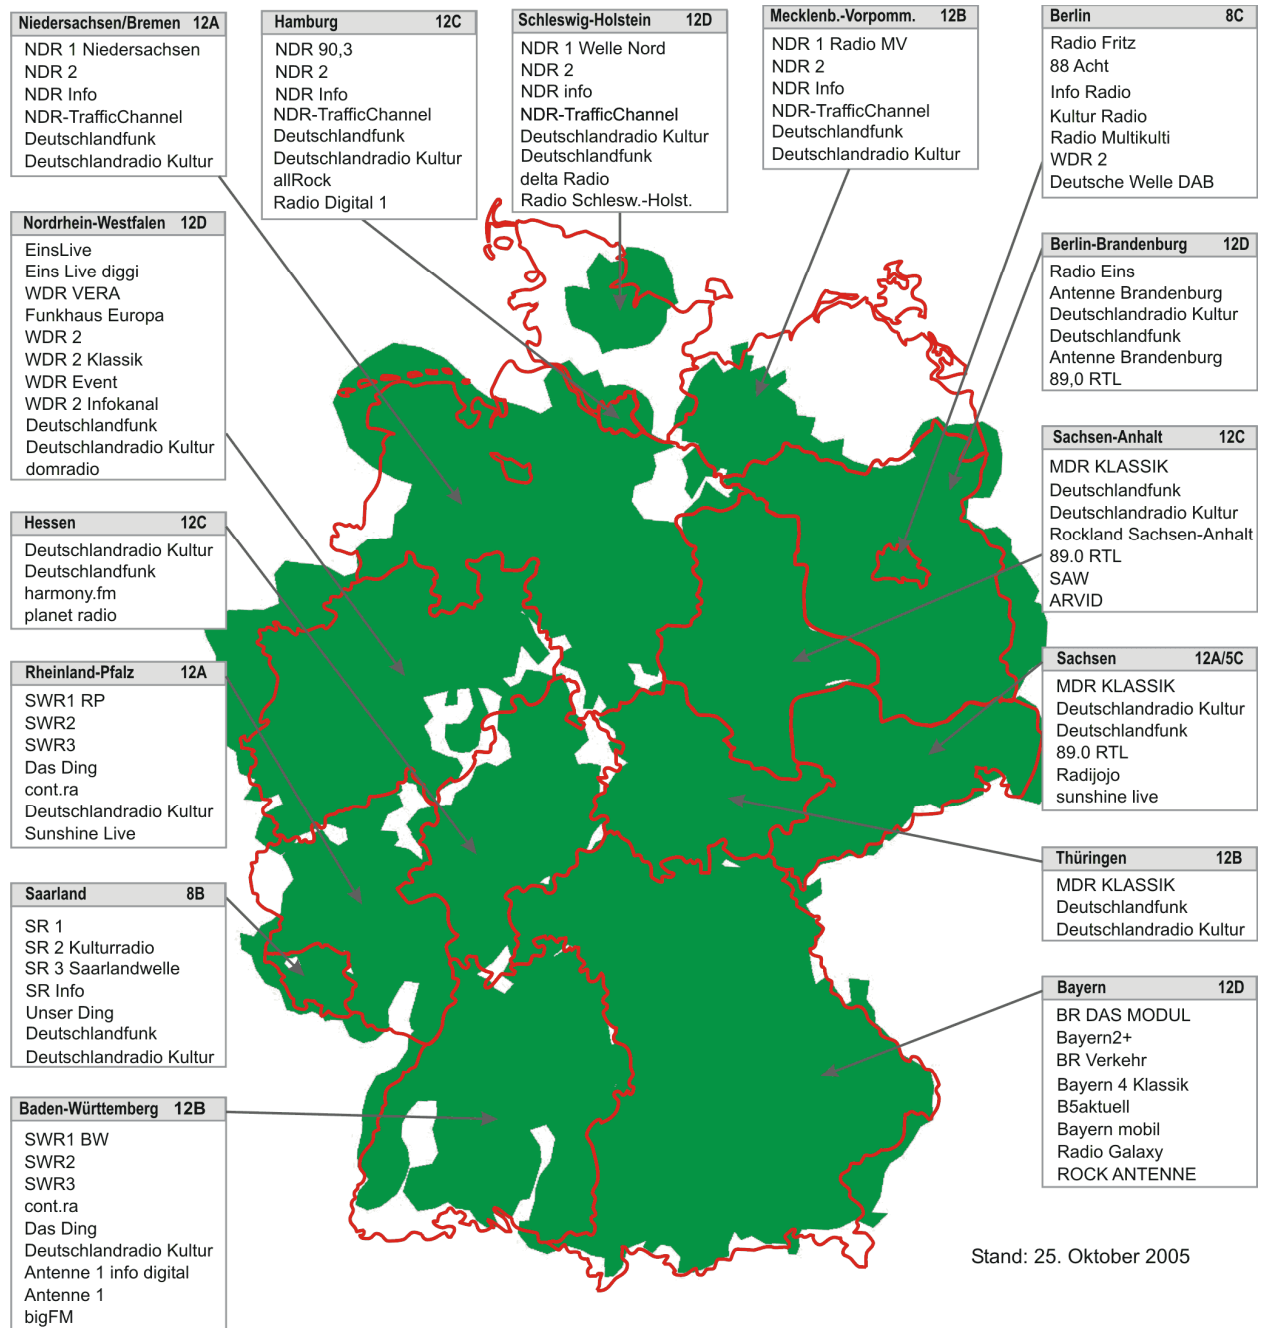 Niedersachsen/Bremen 12A
NDR 1 Niedersachsen
NDR 2
NDR Info
NDR-TrafficChannel
Deutschlandfunk
Deutschlandradio Kultur
Hamburg 12C
NDR 90,3
NDR 2
NDR Info
NDR-TrafficChannel
Deutschlandfunk
Deutschlandradio Kultur
allRock
Radio Digital 1
Schleswig-Holstein 12D
NDR 1 Welle Nord
NDR 2
NDR info
NDR-TrafficChannel
Deutschlandradio Kultur
Deutschlandfunk
delta Radio
Radio Schlesw.-Holst.
Mecklenb.-Vorpomm. 12B
NDR 1 Radio MV
NDR 2
NDR Info
NDR-TrafficChannel
Deutschlandfunk
Deutschlandradio Kultur
Berlin 8C
Radio Fritz
88 Acht
Info Radio
Kultur Radio
Radio Multikulti
WDR 2
Deutsche Welle DAB
Nordrhein-Westfalen 12D
EinsLive
Eins Live diggi
WDR VERA
Funkhaus Europa
WDR 2
WDR 2 Klassik
WDR Event
WDR 2 Infokanal
Deutschlandfunk
Deutschlandradio Kultur
domradio
Berlin-Brandenburg 12D
Radio Eins
Antenne Brandenburg
Deutschlandradio Kultur
Deutschlandfunk
Antenne Brandenburg
89,0 RTL
Sachsen-Anhalt 12C
MDR KLASSIK
Deutschlandfunk
Deutschlandradio Kultur
Rockland Sachsen-Anhalt
89.0 RTL
SAW
ARVID
Hessen 12C
Deutschlandradio Kultur
Deutschlandfunk
harmony.fm
planet radio
Sachsen 12A/5C
MDR KLASSIK
Deutschlandradio Kultur
Deutschlandfunk
89.0 RTL
Radijojo
sunshine live
Rheinland-Pfalz 12A
SWR1 RP
SWR2
SWR3
Das Ding
cont.ra
Deutschlandradio Kultur
Sunshine Live
Thüringen 12B
MDR KLASSIK
Deutschlandfunk
Deutschlandradio Kultur
Saarland 8B
SR 1
SR 2 Kulturradio
SR 3 Saarlandwelle
SR Info
Unser Ding
Deutschlandfunk
Deutschlandradio Kultur
Bayern 12D
BR DAS MODUL
Bayern2+
BR Verkehr
Bayern 4 Klassik
B5aktuell
Bayern mobil
Radio Galaxy
ROCK ANTENNE
Baden-Württemberg 12B
SWR1 BW
SWR2
SWR3
cont.ra
Das Ding
Deutschlandradio Kultur
Antenne 1 info digital
Antenne 1
bigFM
Stand: 25. Oktober 2005